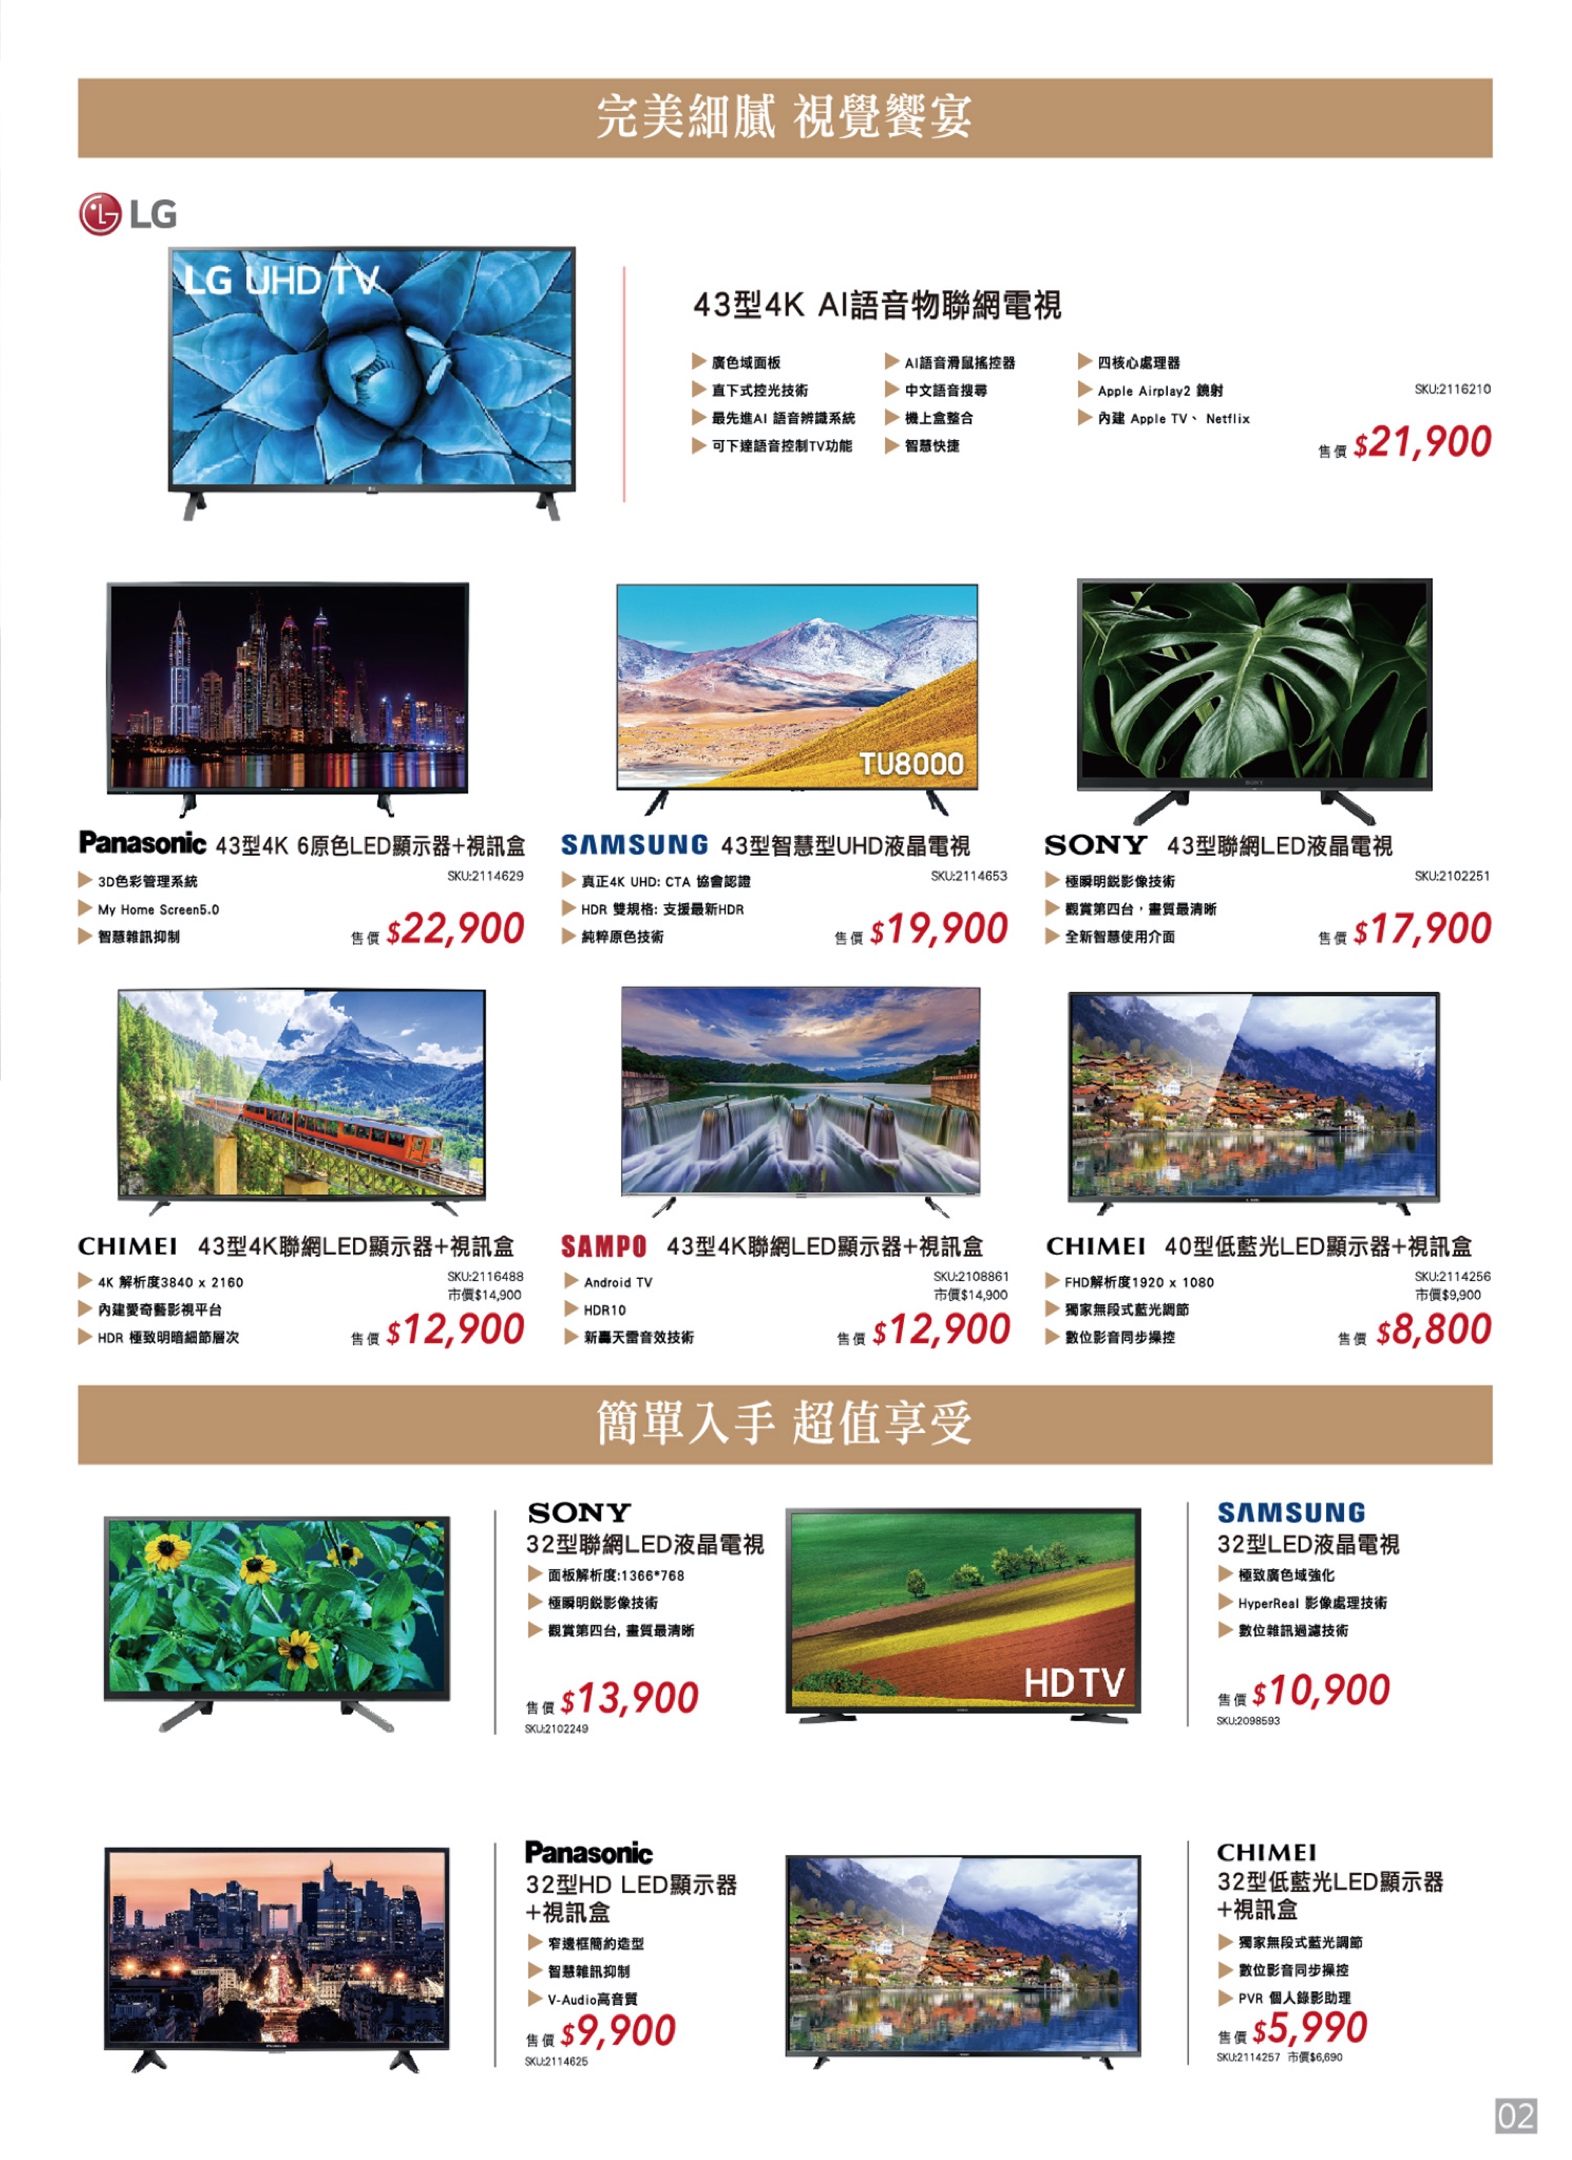 完美細膩 視覺饗宴
LG
LG UHD TV
43型4K AI語音物聯網電視
廣色域面板
直下式控光技術
最先進AI 語音辨識系統
可下達語音控制TV功能
AI語音滑鼠搖控器
中文語音搜尋
機上盒整合
智慧快捷
四核心處理器
Apple Airplay2 鏡射
內建 Apple TV、 Netflix
SKU:2116210
售價 $21,900
Panasonic 43型4K 6原色LED顯示器+視訊盒
3D色彩管理系統
My Home Screen5.0
智慧雜訊抑制
SKU:2114629
售價 $22,900
TU8000
SAMSUNG 43型智慧型UHD液晶電視
真正4K UHD: CTA 協會認證
HDR 雙規格: 支援最新HDR
純粹原色技術
SKU:2114653
售價 $19,900
SONY 43型聯網LED液晶電視
極瞬明銳影像技術
觀賞第四台，畫質最清晰
全新智慧使用介面
SKU:2102251
售價 $17,900
CHIMEI 43型4K聯網LED顯示器+視訊盒
4K 解析度3840 x 2160
內建愛奇藝影視平台
HDR 極致明暗細節層次
SKU:2116488
市價$14,900
售價 $12,900
SAMPO 43型4K聯網LED顯示器+視訊盒
Android TV
HDR10
新轟天雷音效技術
SKU:2108861
市價$14,900
售價 $12,900
CHIMEI 40型低藍光LED顯示器+視訊盒
FHD解析度1920 x 1080
獨家無段式藍光調節
數位影音同步操控
SKU:2114256
市價$9,900
售價 $8,800
簡單入手 超值享受
SONY
32型聯網LED液晶電視
面板解析度:1366*768
極瞬明銳影像技術
觀賞第四台, 畫質最清晰
售價 $13,900
SKU:2102249
HDTV
SAMSUNG
32型LED液晶電視
極致廣色域強化
HyperReal 影像處理技術
數位雜訊過濾技術
售價 $10,900
SKU:2098593
Panasonic
32型HD LED顯示器
+視訊盒
窄邊框簡約造型
智慧雜訊抑制
V-Audio高音質
售價 $9,900
SKU:2114625
CHIMEI
32型低藍光LED顯示器
+視訊盒
獨家無段式藍光調節
數位影音同步操控
PVR 個人錄影助理
售價 $5,990
SKU:2114257 市價$6,690
02